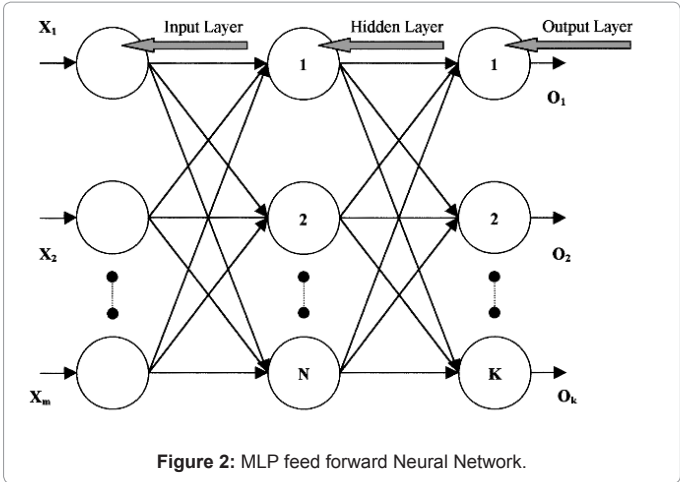 X₁ Input Layer Hidden Layer Output Layer
1 1
O₁
2 2
X₂ O₂
N K
Xₘ Oₖ
Figure 2: MLP feed forward Neural Network.